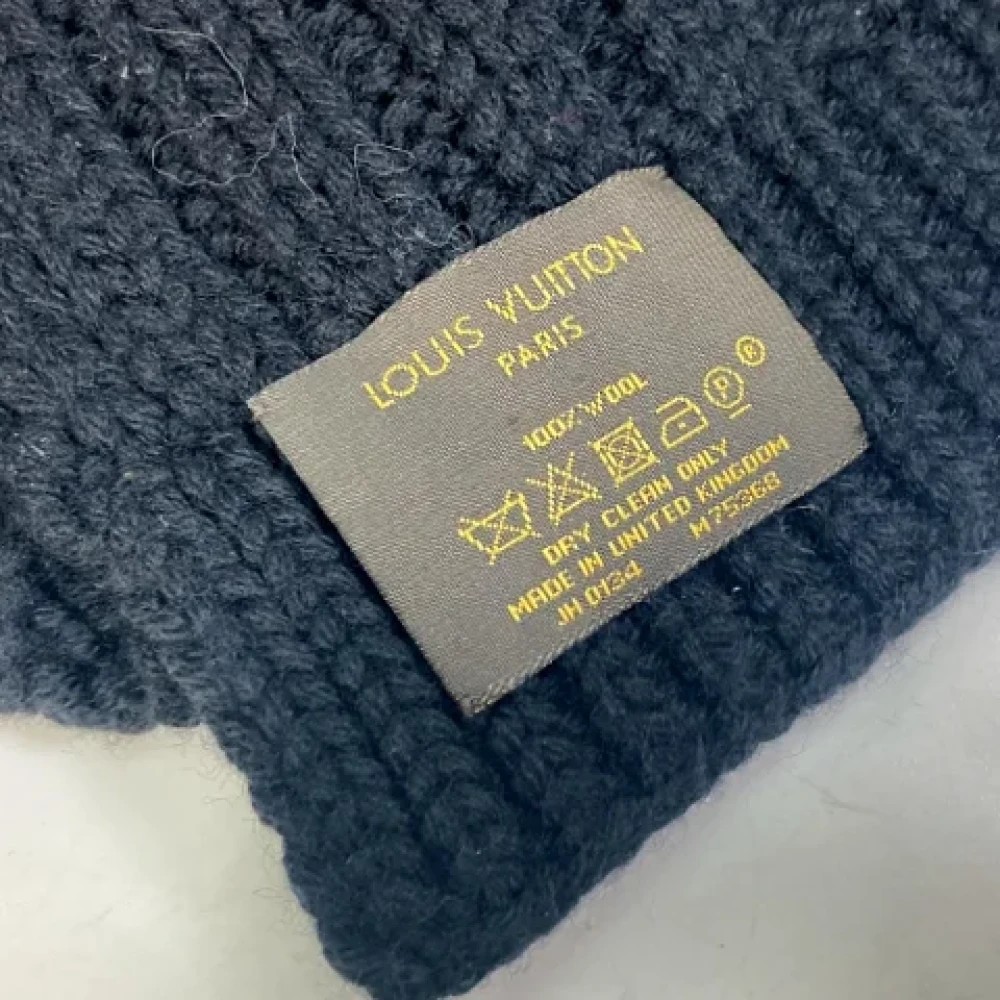 LOUIS VUITTON
PARIS
100% WOOL
P
R
DRY CLEAN ONLY
MADE IN UNITED KINGDOM
JH 0134 M75368